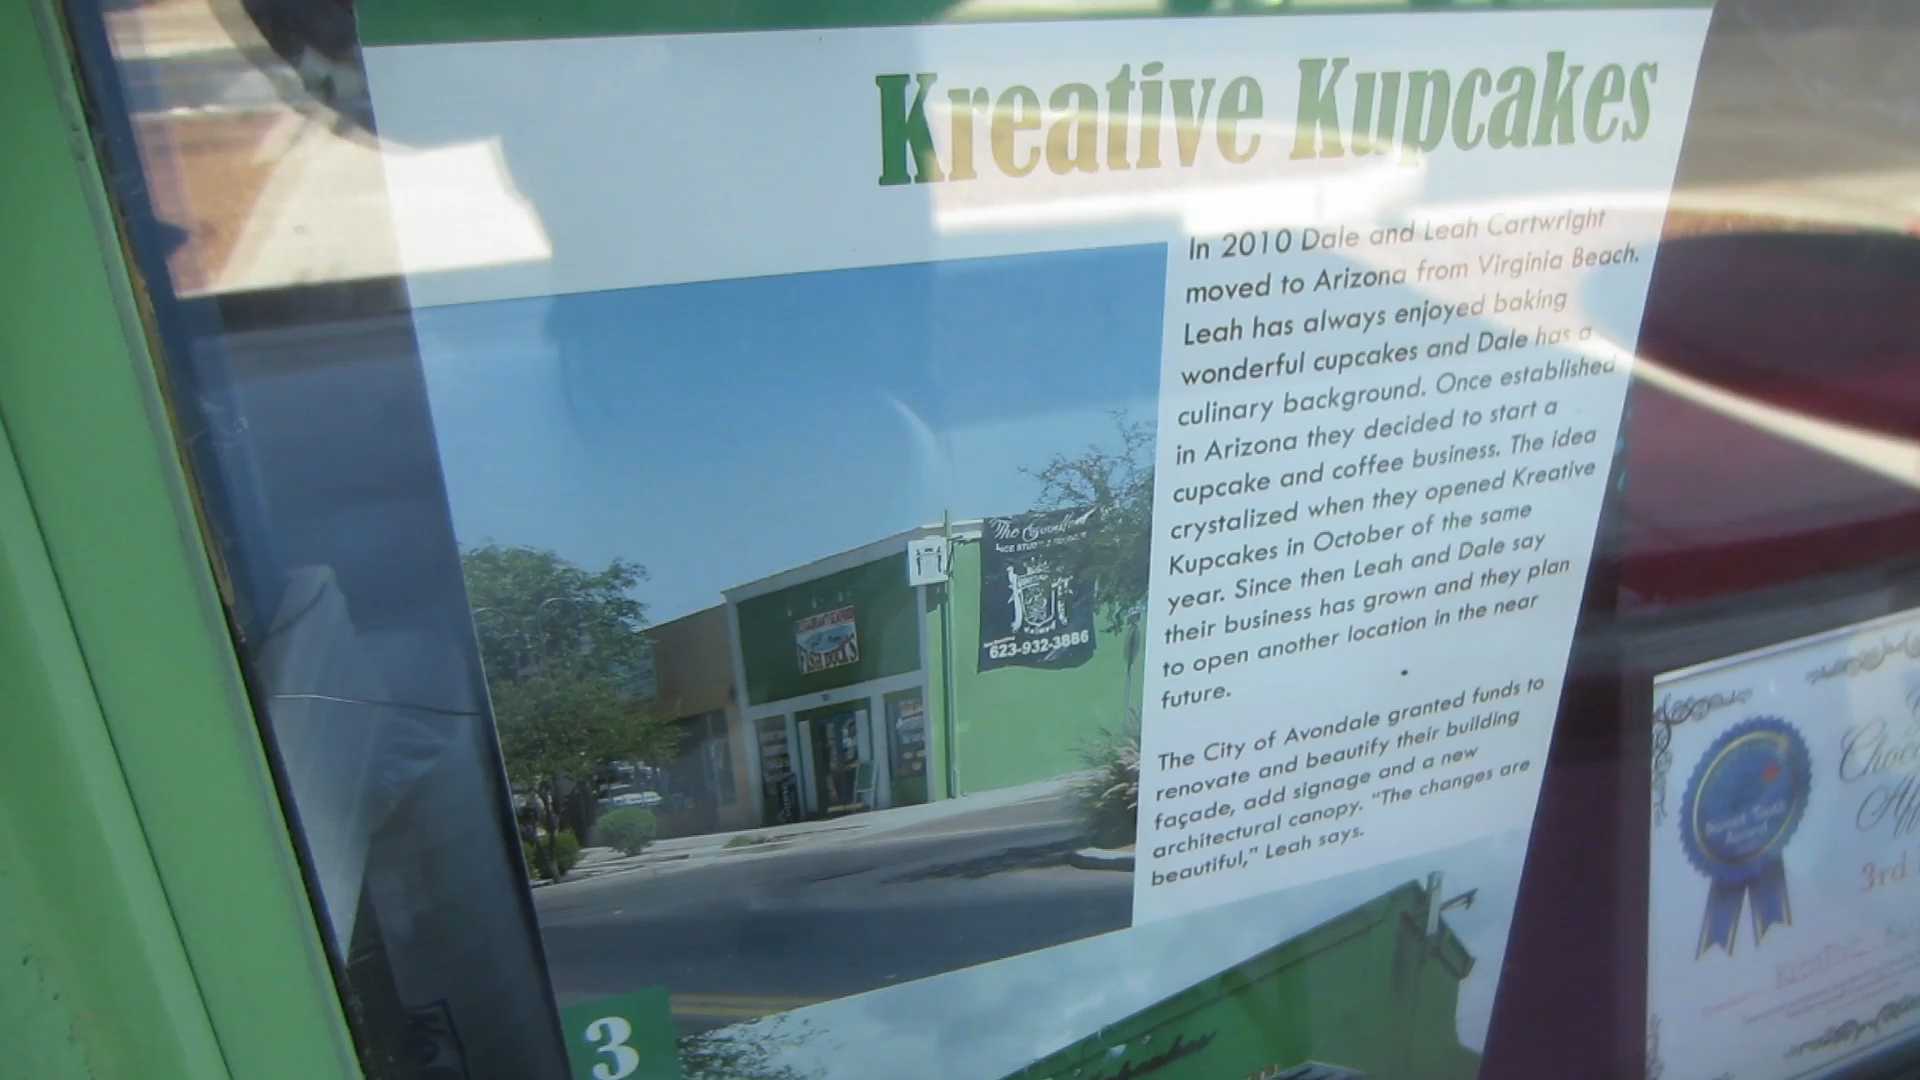 Kreative Kupcakes
In 2010 Dale and Leah Cartwright
moved to Arizona from Virginia Beach.
Leah has always enjoyed baking
wonderful cupcakes and Dale has a
culinary background. Once established
in Arizona they decided to start a
cupcake and coffee business. The idea
crystalized when they opened Kreative
Kupcakes in October of the same
year. Since then Leah and Dale say
their business has grown and they plan
to open another location in the near
future.
The City of Avondale granted funds to
renovate and beautify their building
façade, add signage and a new
architectural canopy. “The changes are
beautiful,” Leah says.
The
623-932-3886
3
Award
3rd
Kreative